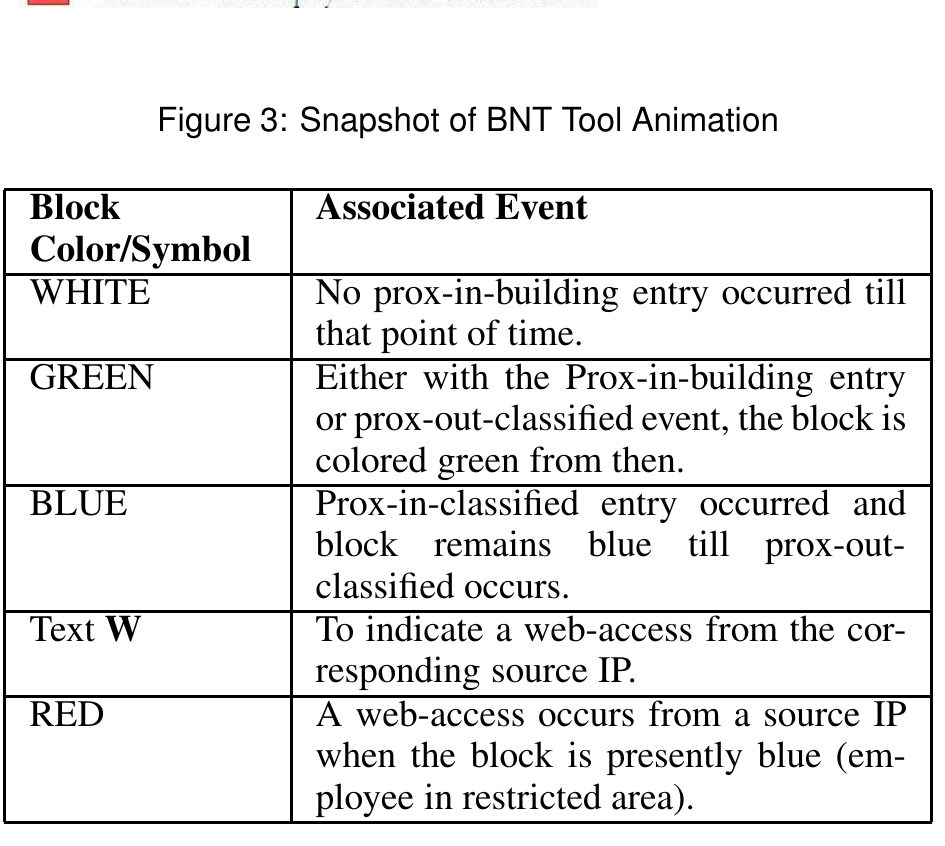 Figure 3: Snapshot of BNT Tool Animation
Block Associated Event
Color/Symbol
WHITE No prox-in-building entry occurred till
that point of time.
GREEN Either with the Prox-in-building entry
or prox-out-classified event, the block is
colored green from then.
BLUE Prox-in-classified entry occurred and
block remains blue till prox-out-
classified occurs.
Text W To indicate a web-access from the cor-
responding source IP.
RED A web-access occurs from a source IP
when the block is presently blue (em-
ployee in restricted area).